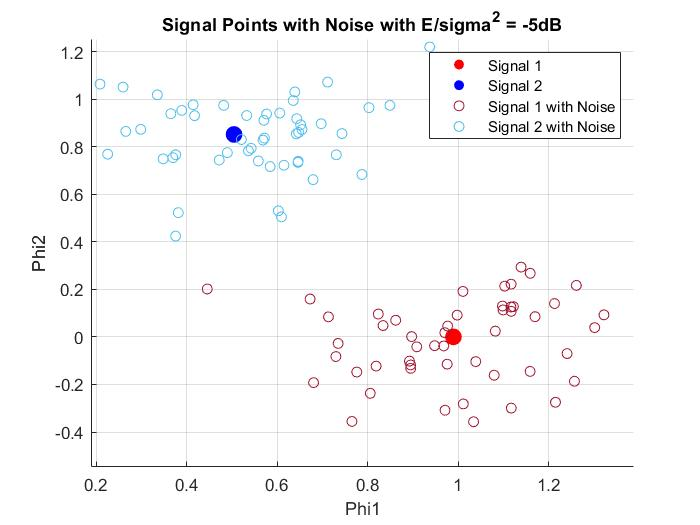 Signal Points with Noise with E/sigma² = -5dB
Signal 1
Signal 2
Signal 1 with Noise
Signal 2 with Noise
1.2
1
0.8
0.6
0.4
0.2
0
-0.2
-0.4
Phi2
0.2 0.4 0.6 0.8 1 1.2
Phi1